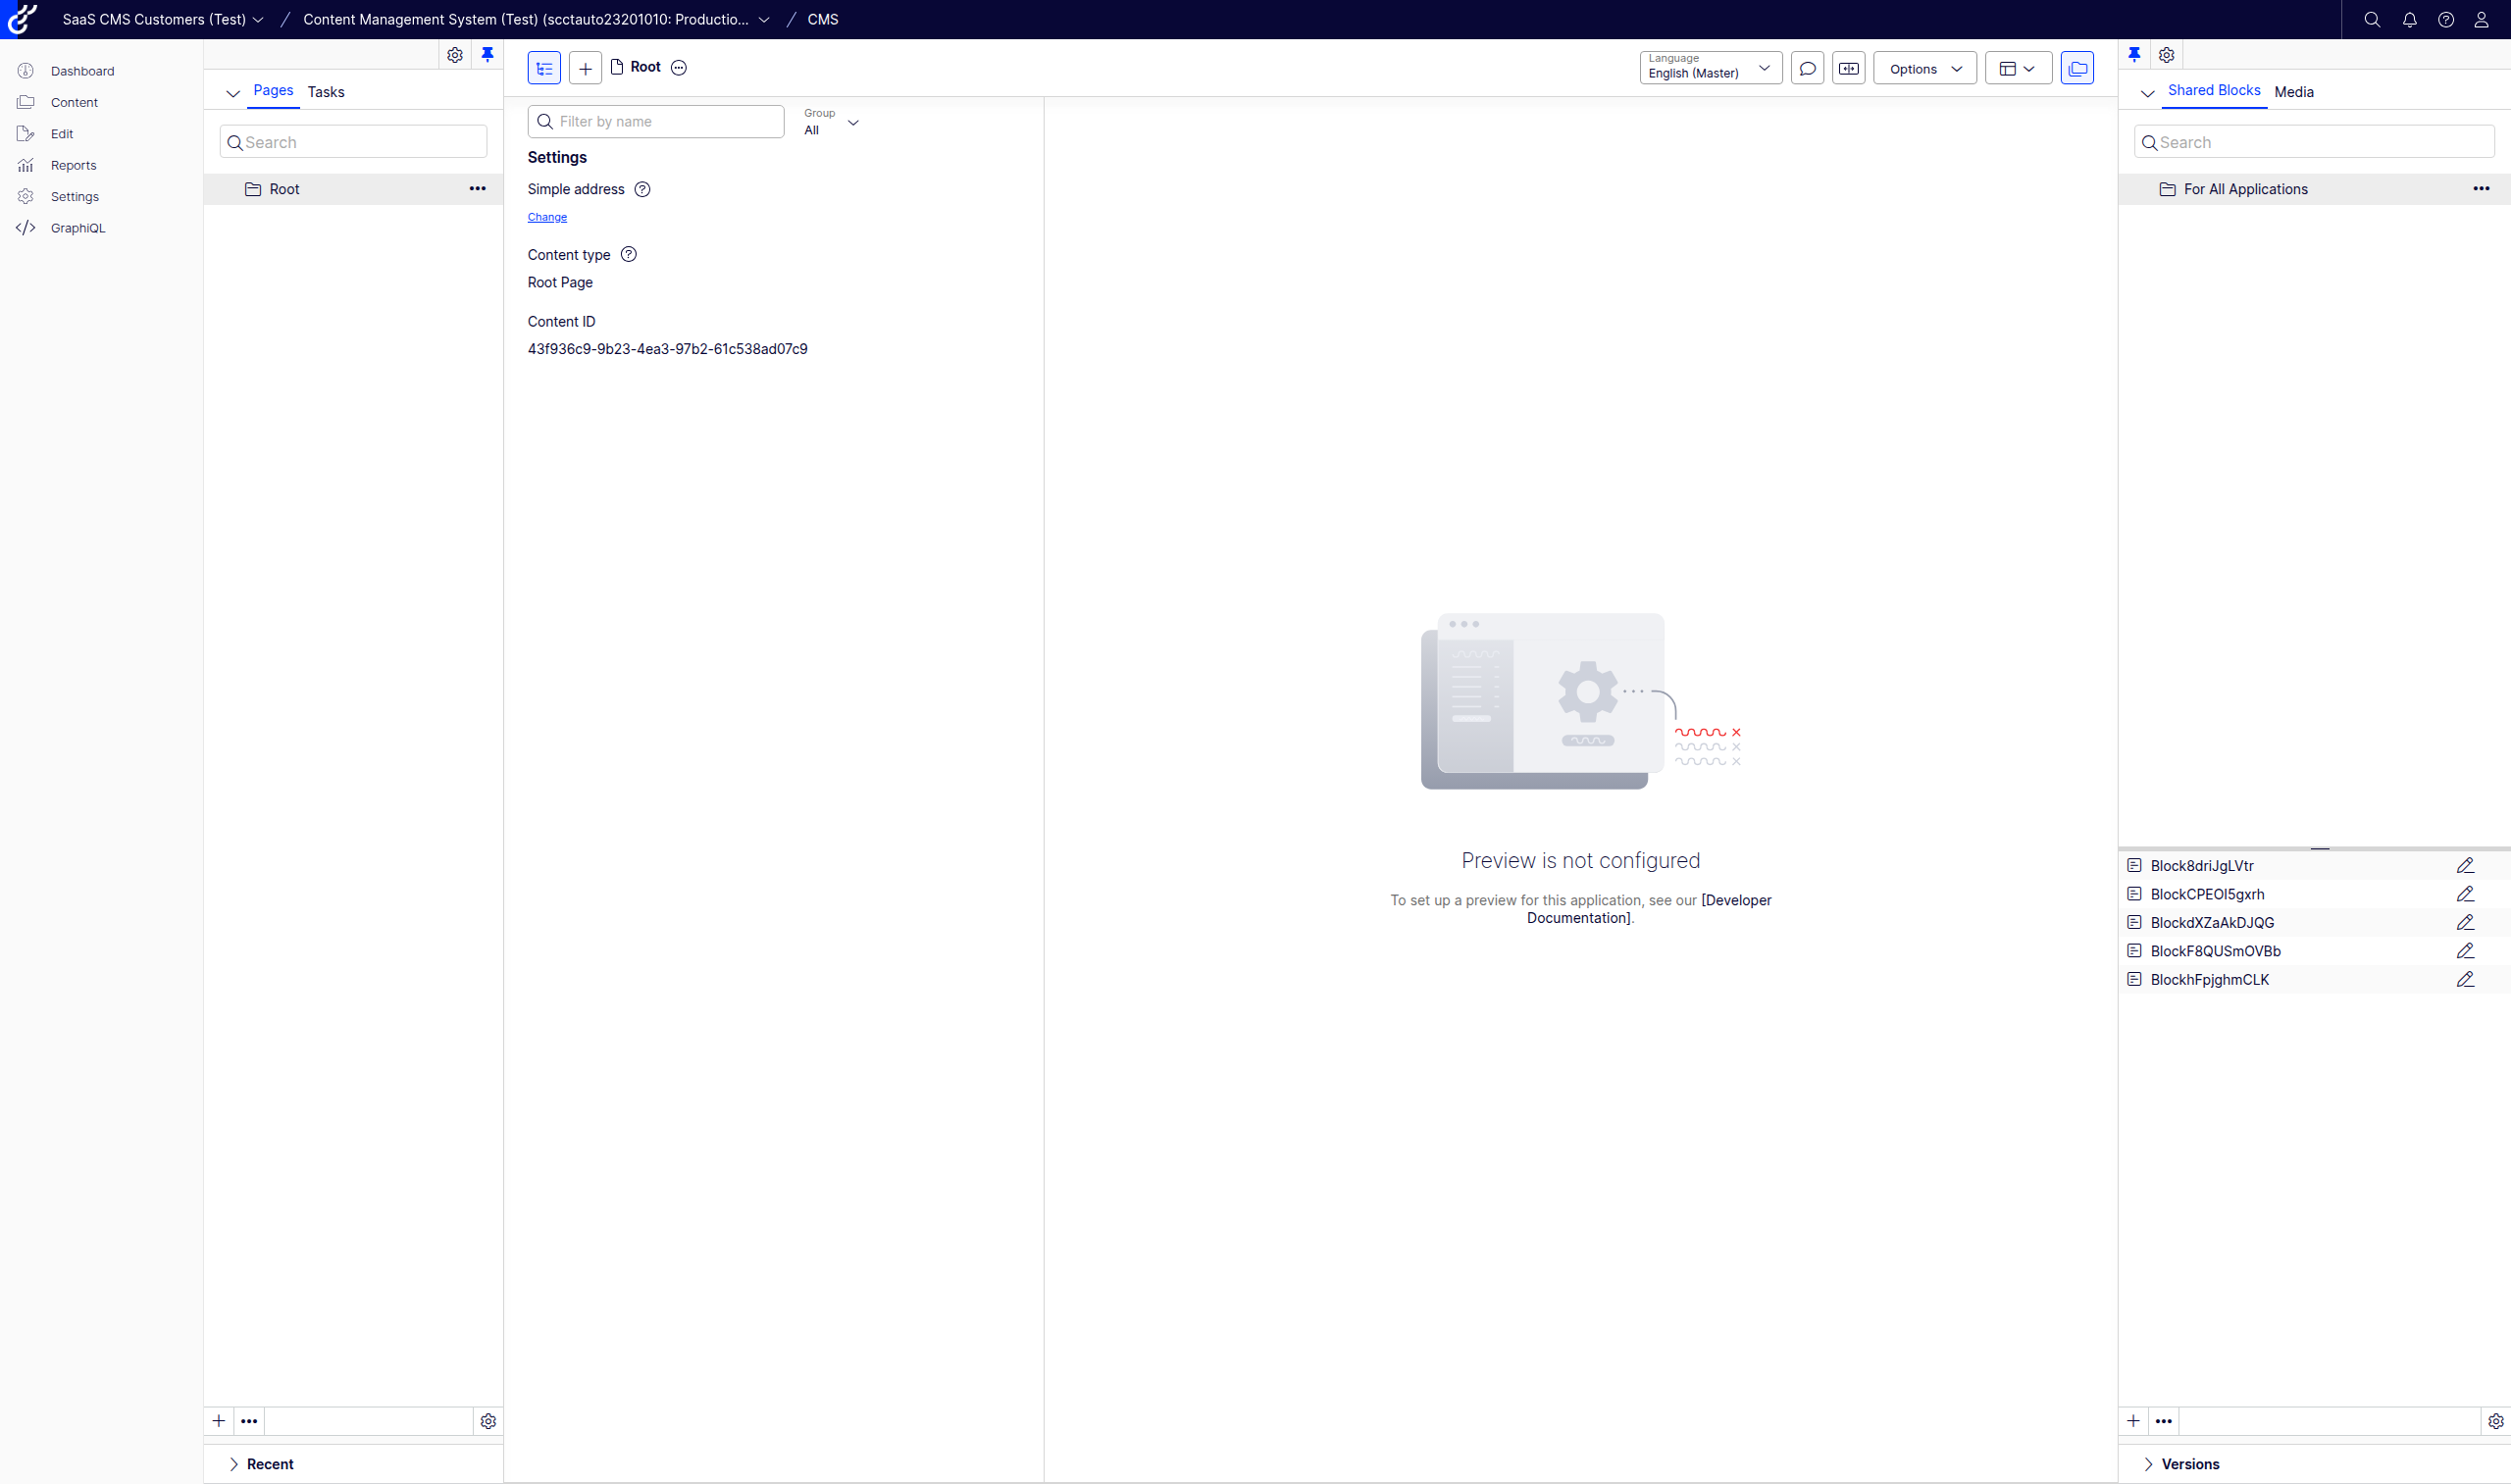 SaaS CMS Customers (Test) / Content Management System (Test) (scctauto23201010: Productio... / CMS
Dashboard
Content
Edit
Reports
Settings
GraphiQL
Pages Tasks
Search
Root
Recent
Root
Language
English (Master)
Options
Filter by name
Group
All
Settings
Simple address
Change
Content type
Root Page
Content ID
43f936c9-9b23-4ea3-97b2-61c538ad07c9
Preview is not configured
To set up a preview for this application, see our [Developer
Documentation].
Shared Blocks Media
Search
For All Applications
Block8driJgLVtr
BlockCPEOI5gxrh
BlockdXZaAkDJQG
BlockF8QUSmOVBb
BlockhFpjghmCLK
Versions